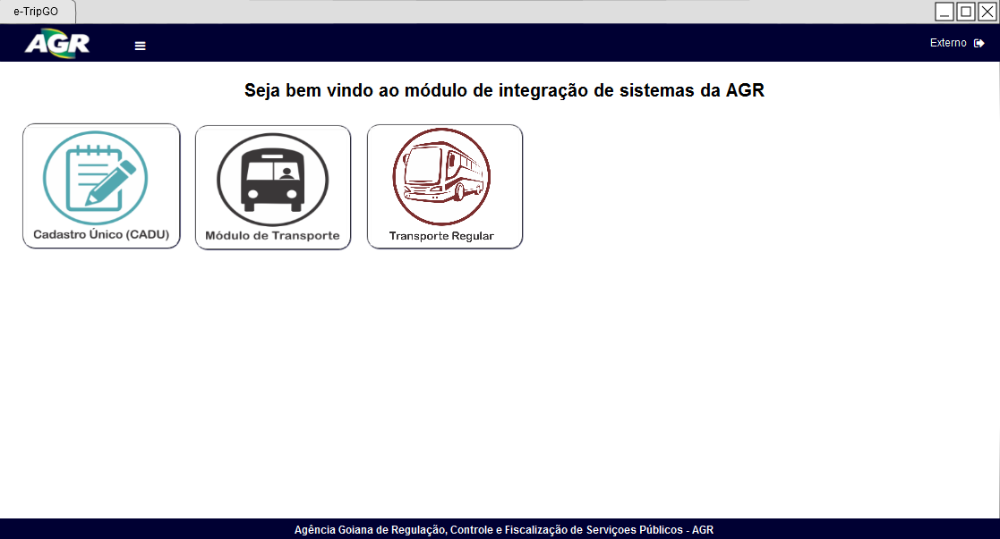 e-TripGO
AGR
Externo
Seja bem vindo ao módulo de integração de sistemas da AGR
Cadastro Único (CADU)
Módulo de Transporte
Transporte Regular
Agência Goiana de Regulação, Controle e Fiscalização de Serviçoes Públicos - AGR